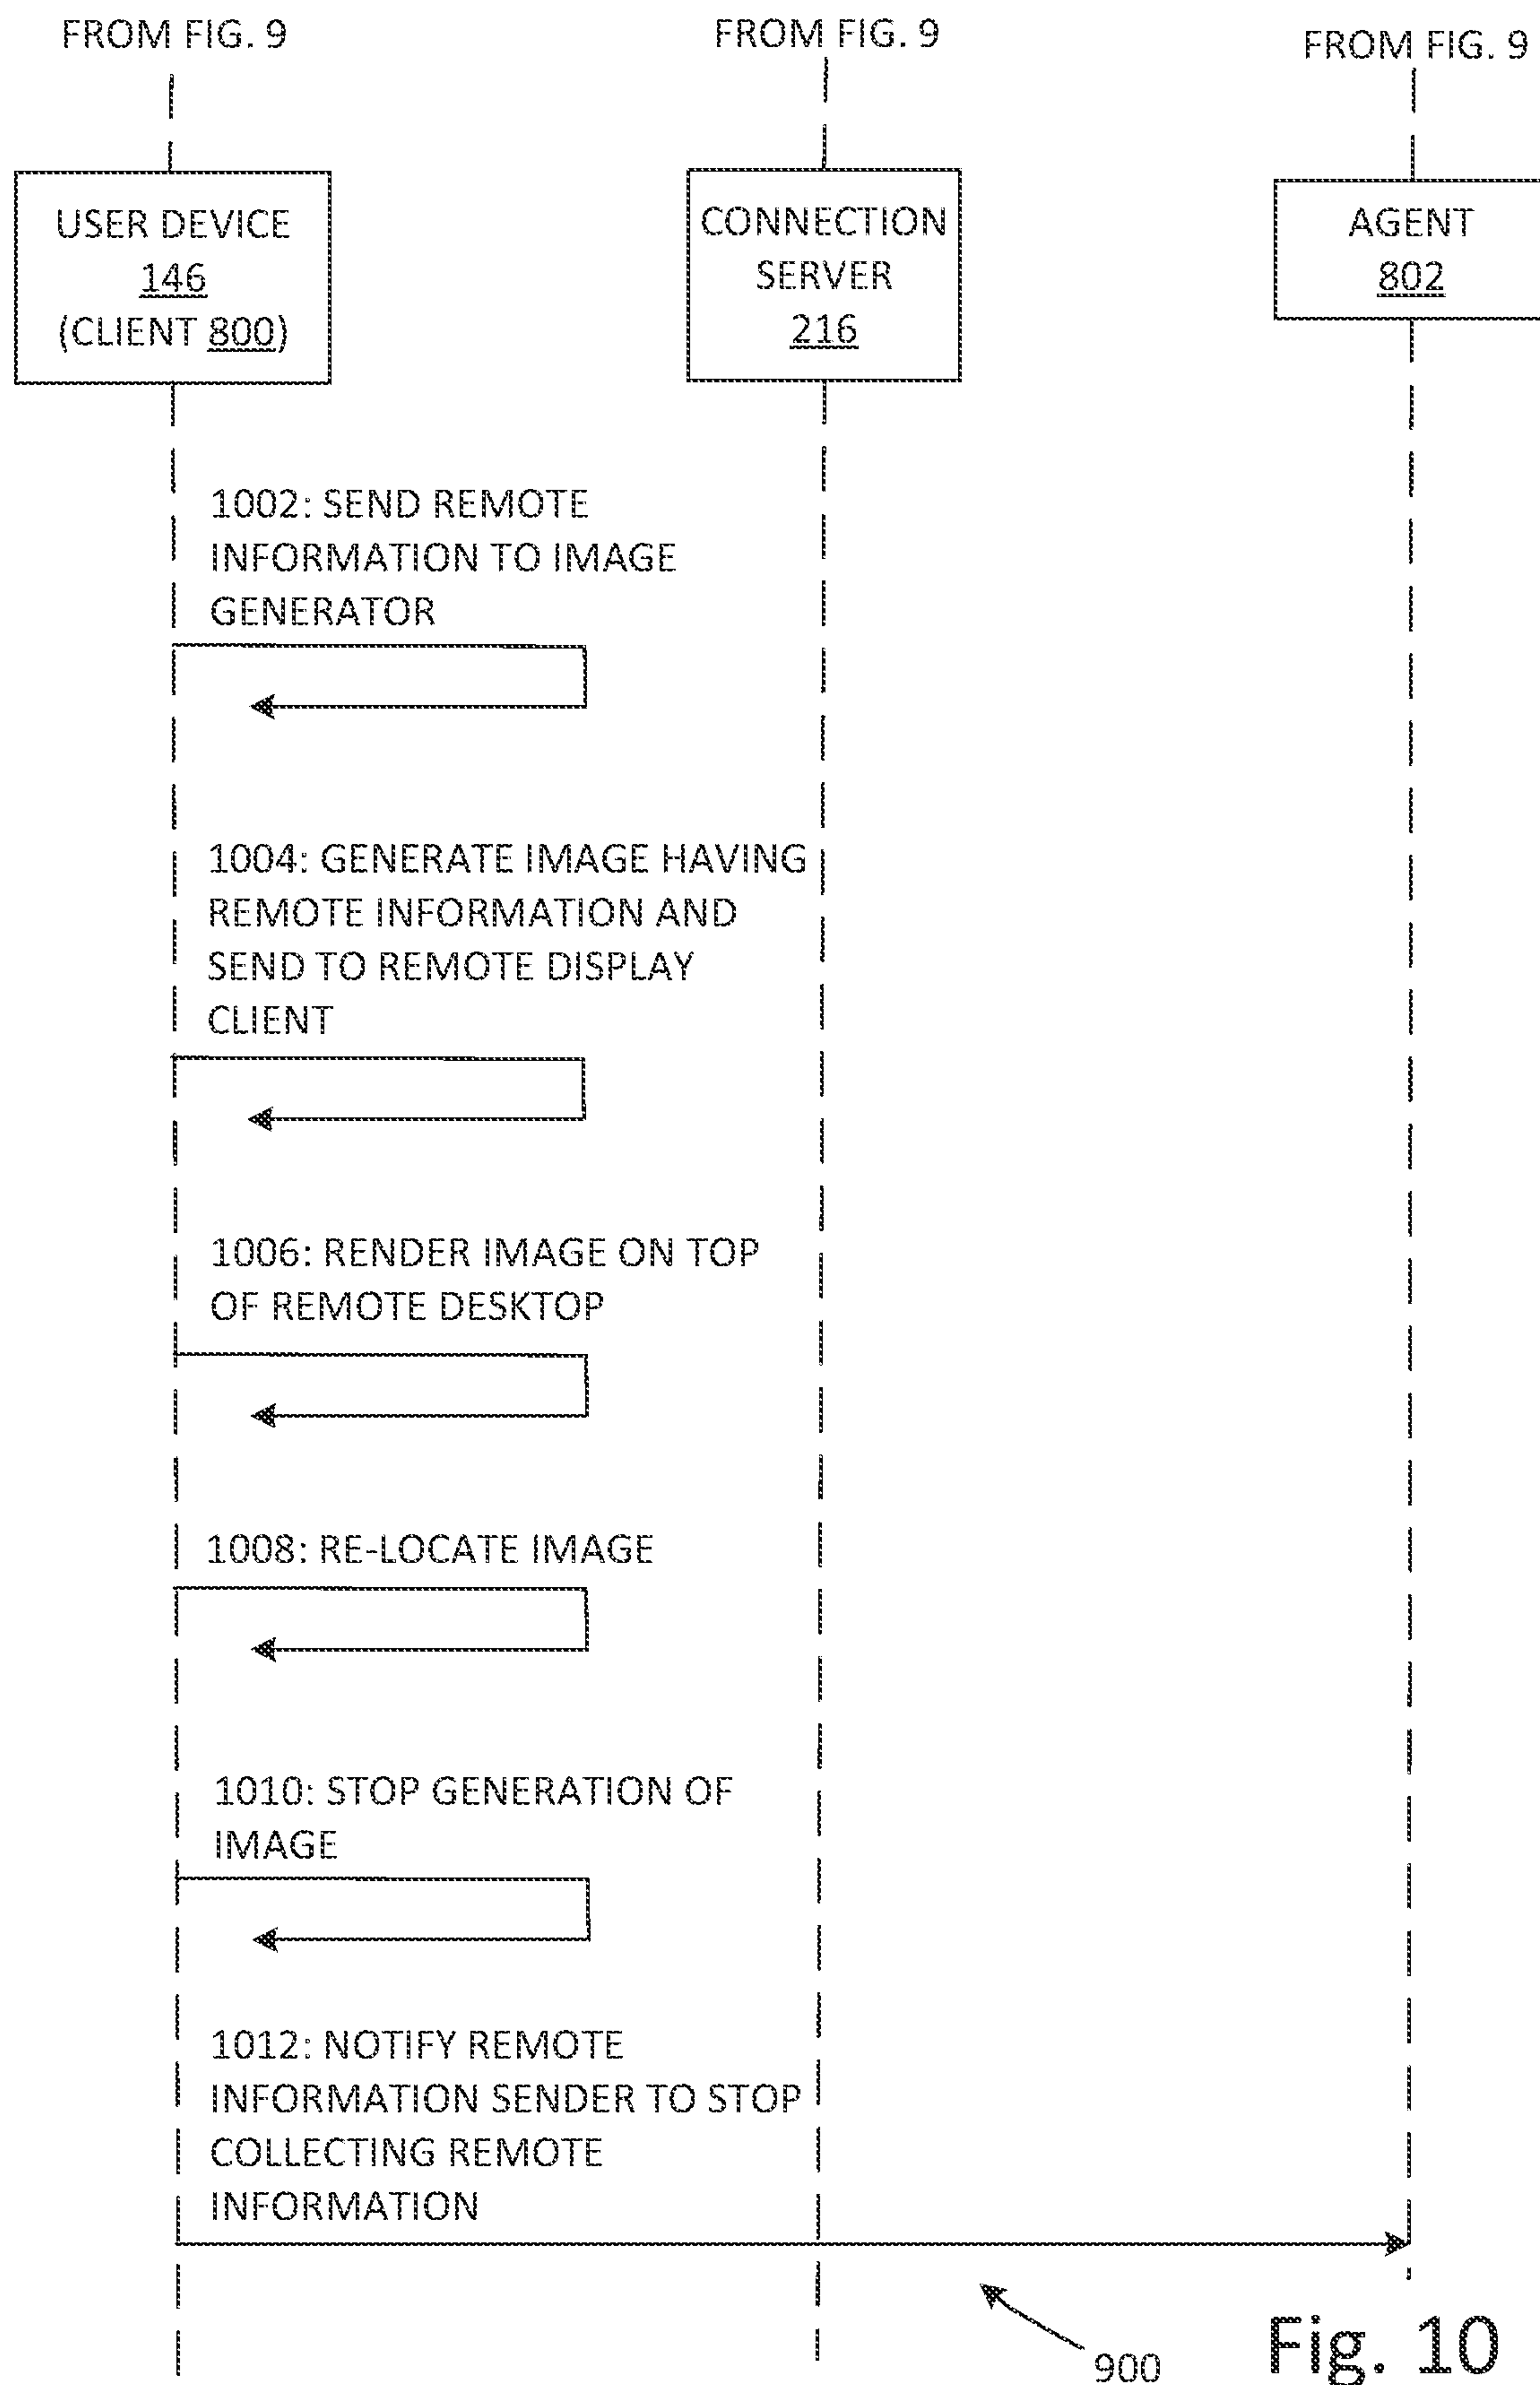 FROM FIG. 9
FROM FIG. 9
FROM FIG. 9
USER DEVICE
146
(CLIENT 800)
CONNECTION
SERVER
216
AGENT
802
1002: SEND REMOTE
INFORMATION TO IMAGE
GENERATOR
1004: GENERATE IMAGE HAVING
REMOTE INFORMATION AND
SEND TO REMOTE DISPLAY
CLIENT
1006: RENDER IMAGE ON TOP
OF REMOTE DESKTOP
1008: RE-LOCATE IMAGE
1010: STOP GENERATION OF
IMAGE
1012: NOTIFY REMOTE
INFORMATION SENDER TO STOP
COLLECTING REMOTE
INFORMATION
900
Fig. 10